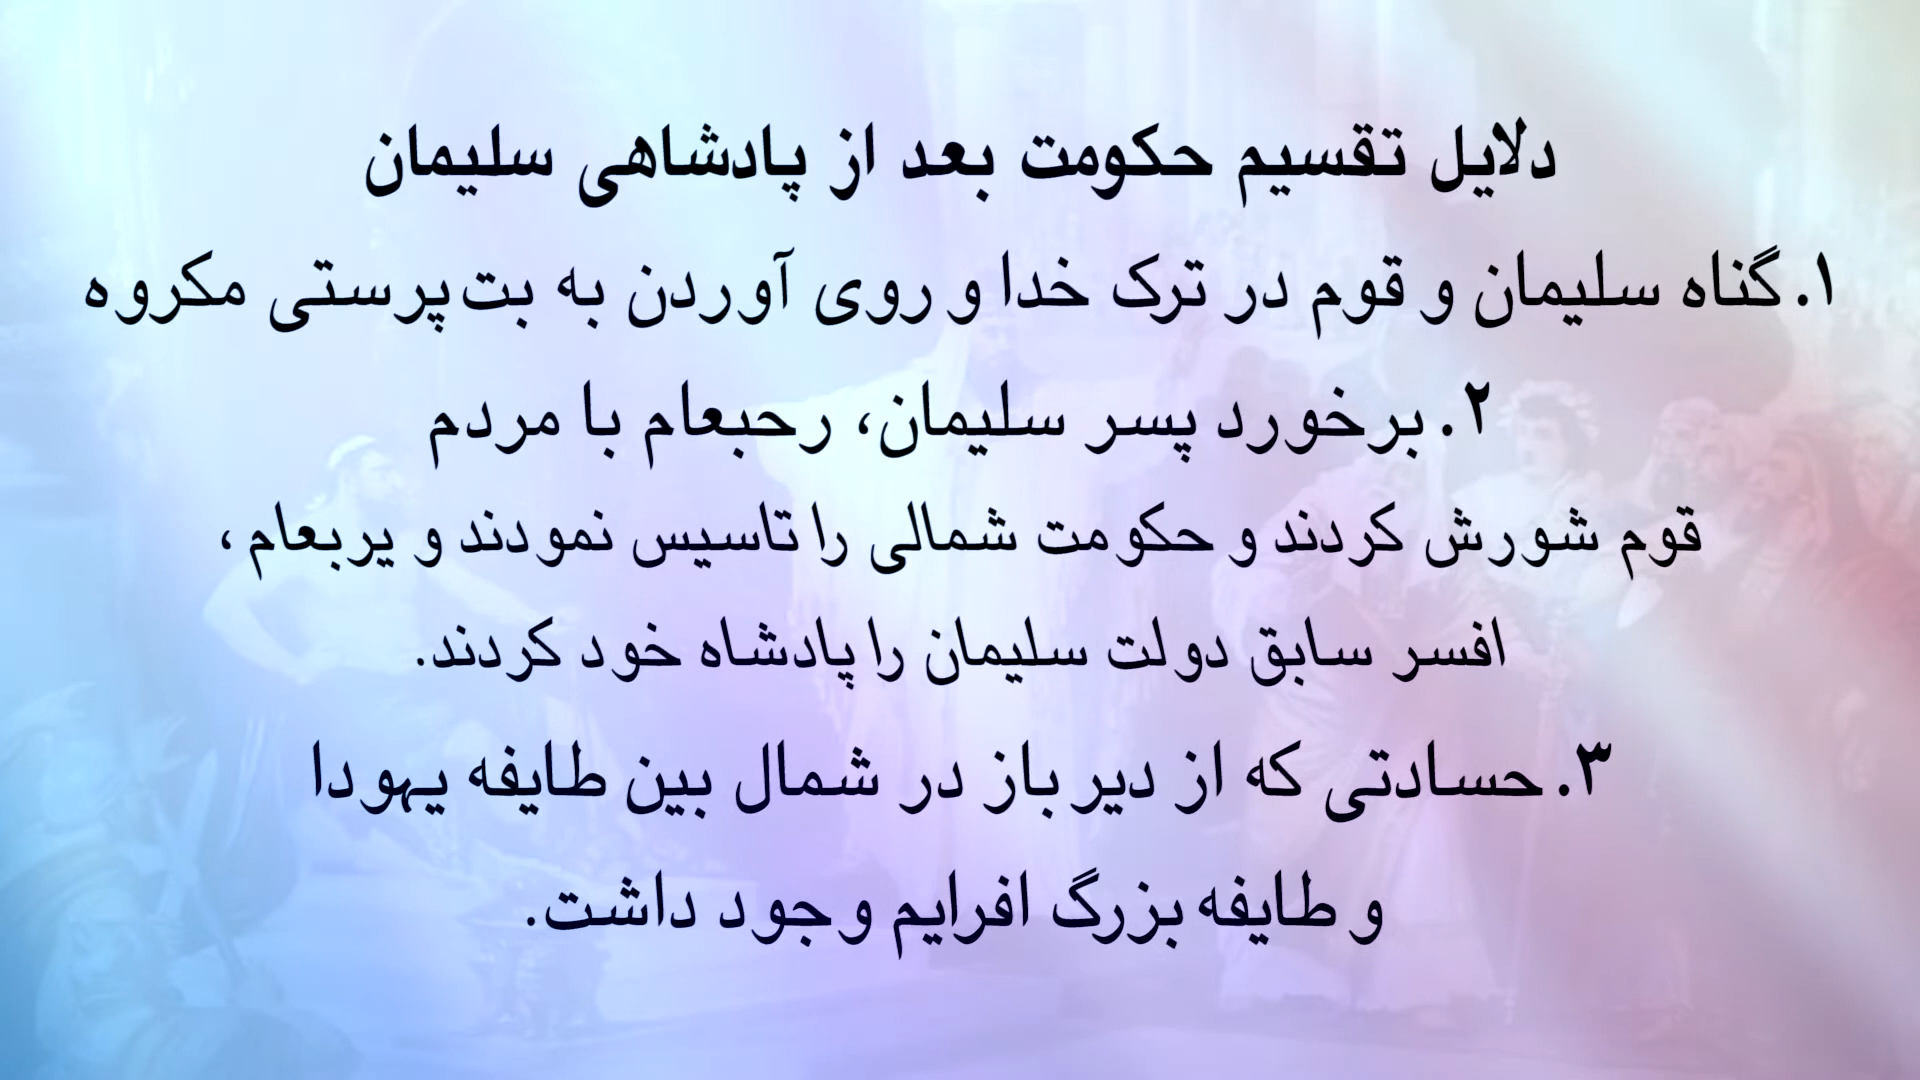 دلایل تقسیم حکومت بعد از پادشاهی سلیمان
۱. گناه سلیمان و قوم در ترک خدا و روی آوردن به بت‌پرستی مکروه
۲. برخورد پسر سلیمان، رحبعام با مردم
قوم شورش کردند و حکومت شمالی را تاسیس نمودند و یربعام،
افسر سابق دولت سلیمان را پادشاه خود کردند.
۳. حسادتی که از دیر باز در شمال بین طایفه یهودا
و طایفه بزرگ افرایم وجود داشت.